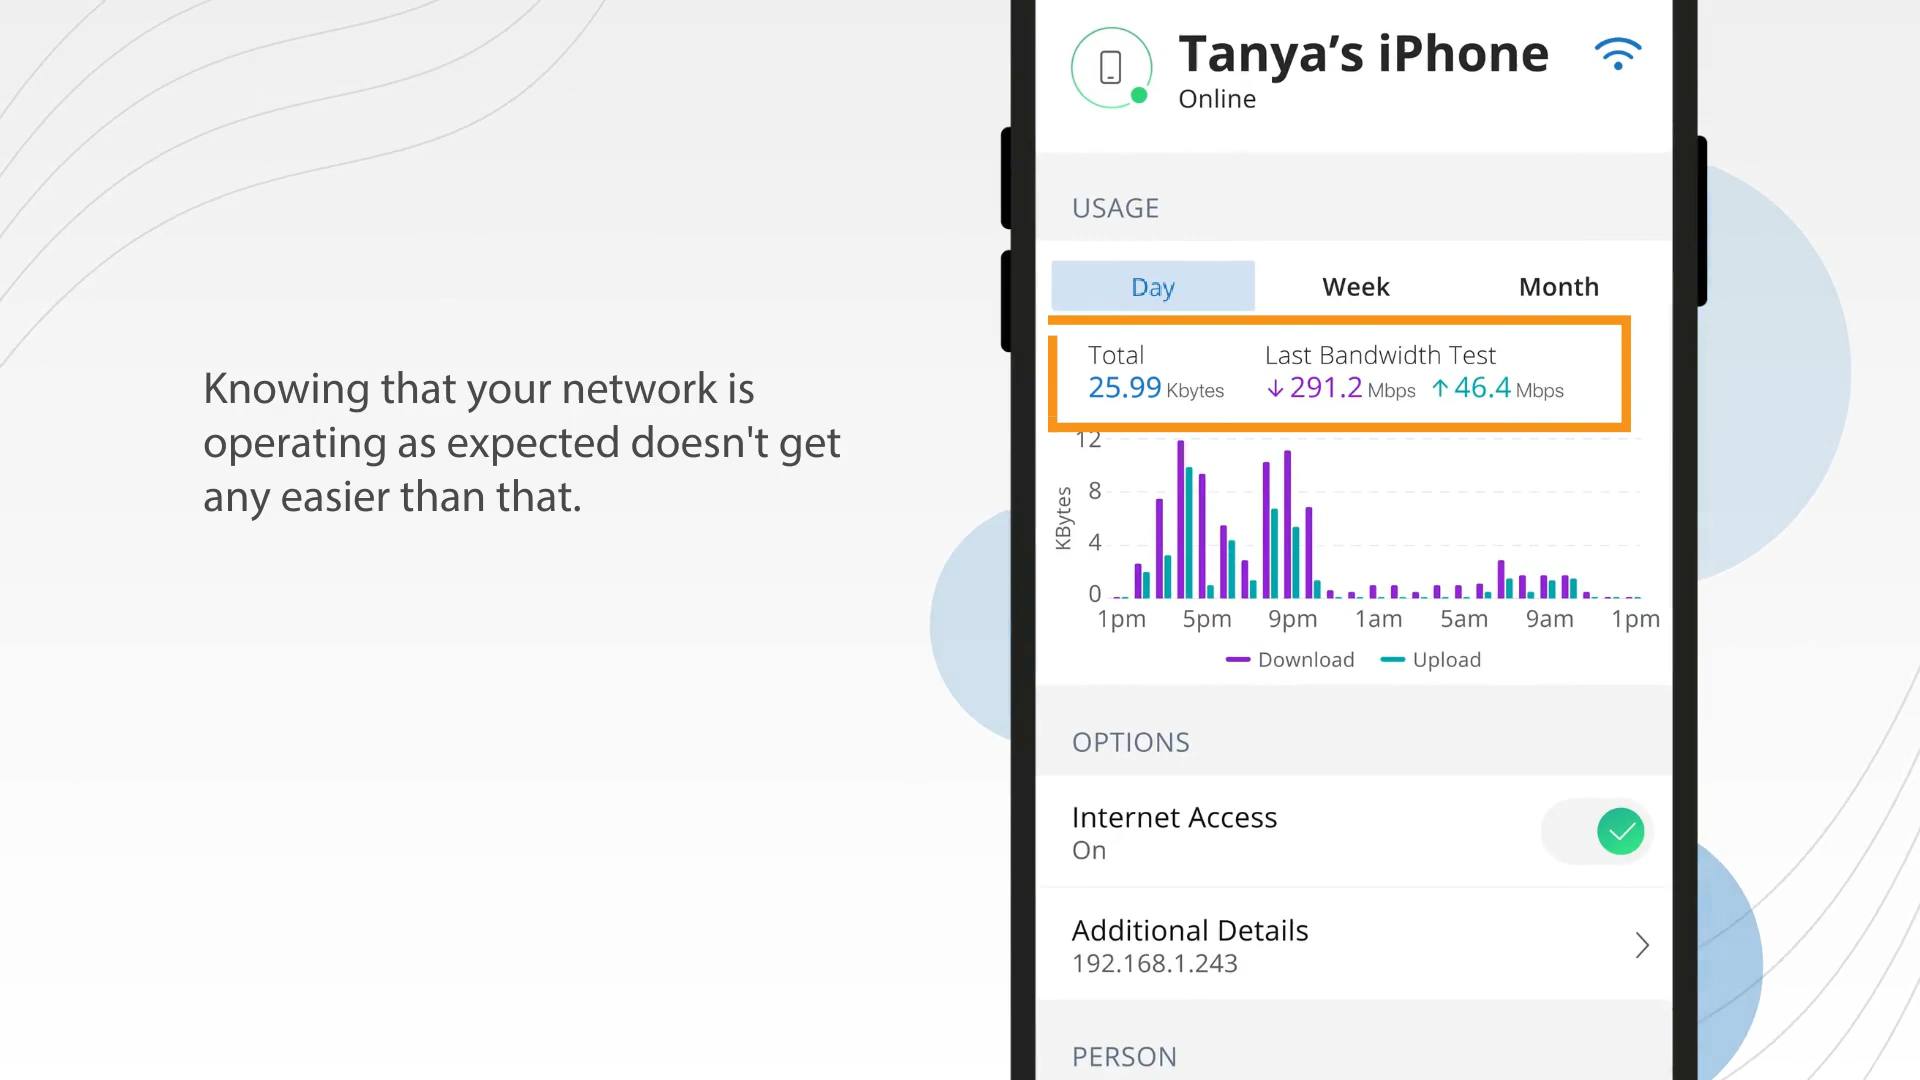 Knowing that your network is
operating as expected doesn't get
any easier than that.
Tanya’s iPhone
Online
USAGE
Day Week Month
Total Last Bandwidth Test
25.99 Kbytes ↓291.2 Mbps ↑46.4 Mbps
KBytes
12
8
4
0
1pm 5pm 9pm 1am 5am 9am 1pm
Download Upload
OPTIONS
Internet Access
On
Additional Details
192.168.1.243
PERSON